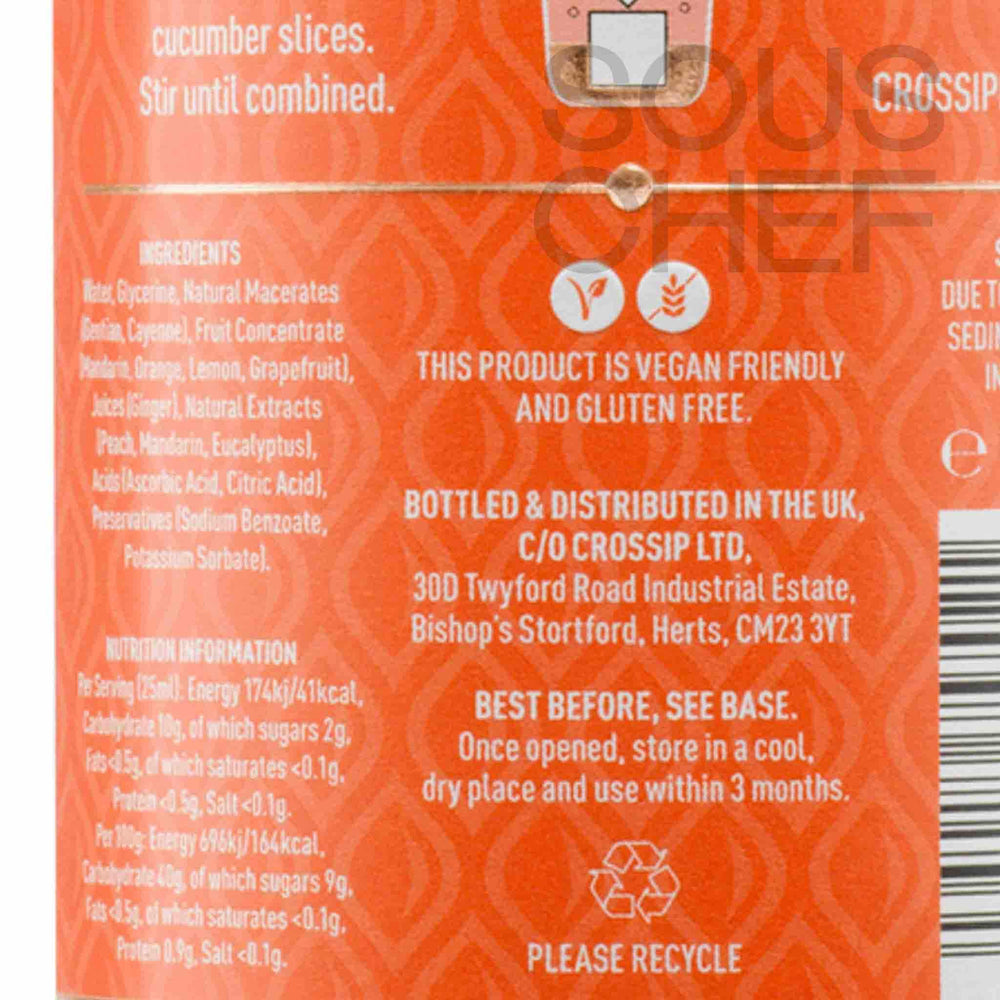 cucumber slices.
Stir until combined.
CROSSIP
SOUS
CHEF
INGREDIENTS
Water, Glycerine, Natural Macerates
(Gentian, Cayenne), Fruit Concentrate
(Mandarin, Orange, Lemon, Grapefruit),
Juices (Ginger), Natural Extracts
(Peach, Mandarin, Eucalyptus),
Acids (Ascorbic Acid, Citric Acid),
Preservatives (Sodium Benzoate,
Potassium Sorbate).
NUTRITION INFORMATION
Per Serving (25ml): Energy 174kj/41kcal,
Carbohydrate 10g, of which sugars 2g,
Fats <0.5g, of which saturates <0.1g,
Protein <0.5g, Salt <0.1g.
Per 100g: Energy 696kj/164kcal,
Carbohydrate 40g, of which sugars 9g,
Fats <0.5g, of which saturates <0.1g,
Protein 0.9g, Salt <0.1g.
THIS PRODUCT IS VEGAN FRIENDLY
AND GLUTEN FREE.
BOTTLED & DISTRIBUTED IN THE UK,
C/O CROSSIP LTD,
30D Twyford Road Industrial Estate,
Bishop's Stortford, Herts, CM23 3YT
BEST BEFORE, SEE BASE.
Once opened, store in a cool,
dry place and use within 3 months.
PLEASE RECYCLE
DUE T
SEDI
IN
℮